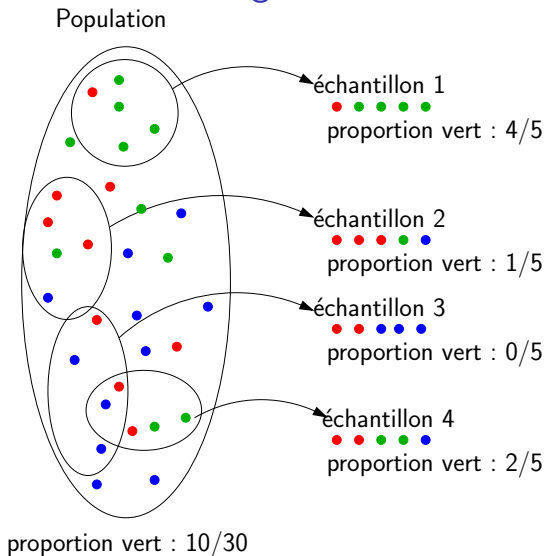 Population
échantillon 1
proportion vert : 4/5
échantillon 2
proportion vert : 1/5
échantillon 3
proportion vert : 0/5
échantillon 4
proportion vert : 2/5
proportion vert : 10/30